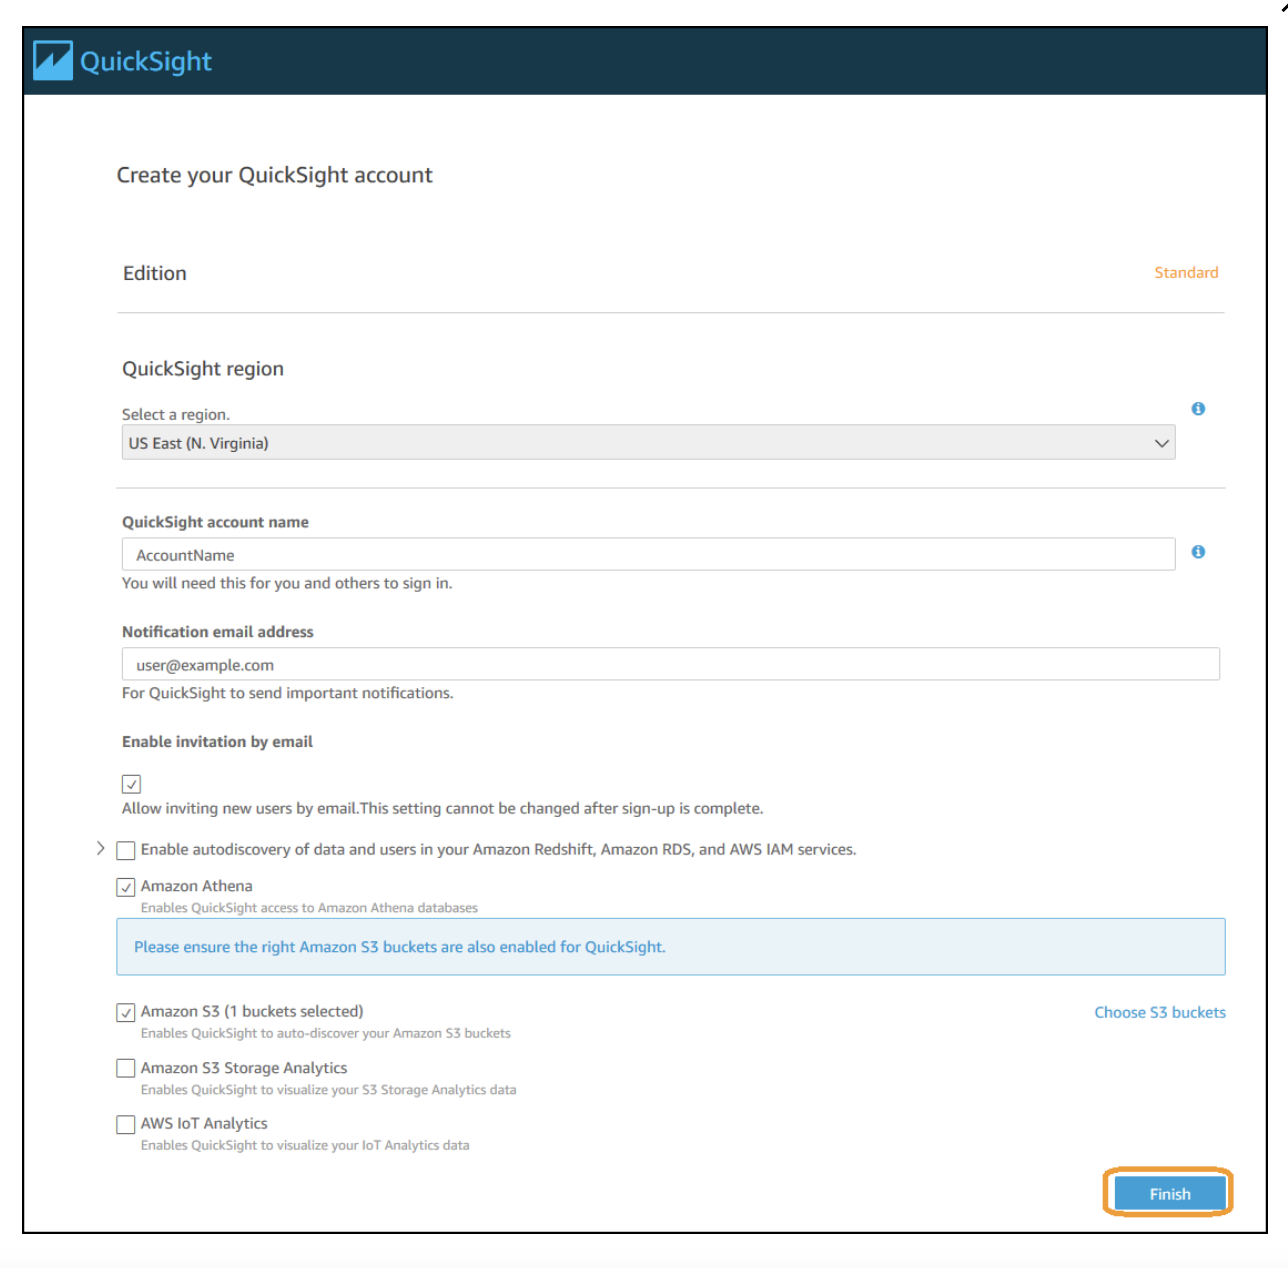 QuickSight
Create your QuickSight account
Edition
Standard
QuickSight region
Select a region.
US East (N. Virginia)
QuickSight account name
AccountName
You will need this for you and others to sign in.
Notification email address
user@example.com
For QuickSight to send important notifications.
Enable invitation by email
Allow inviting new users by email.This setting cannot be changed after sign-up is complete.
Enable autodiscovery of data and users in your Amazon Redshift, Amazon RDS, and AWS IAM services.
Amazon Athena
Enables QuickSight access to Amazon Athena databases
Please ensure the right Amazon S3 buckets are also enabled for QuickSight.
Amazon S3 (1 buckets selected)
Choose S3 buckets
Enables QuickSight to auto-discover your Amazon S3 buckets
Amazon S3 Storage Analytics
Enables QuickSight to visualize your S3 Storage Analytics data
AWS IoT Analytics
Enables QuickSight to visualize your IoT Analytics data
Finish